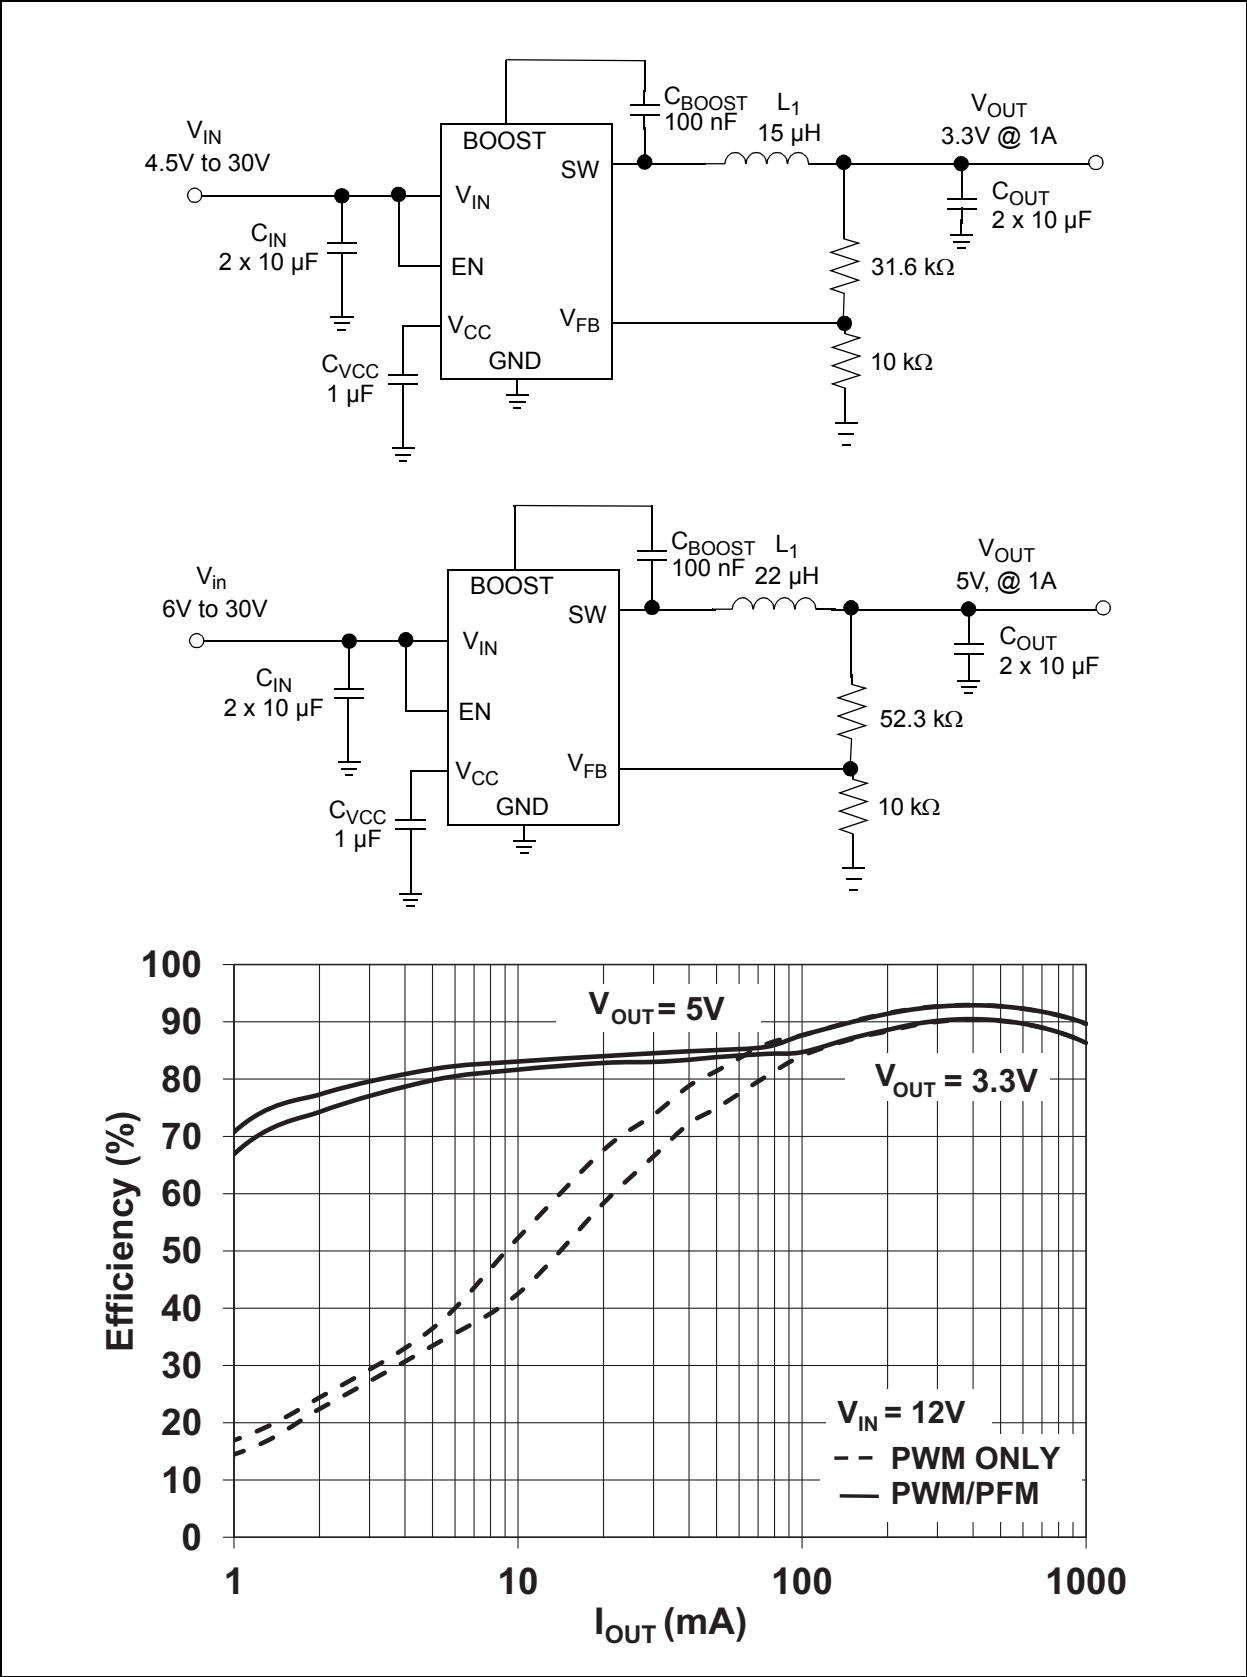 V_IN
4.5V to 30V
C_IN
2 x 10 µF
C_VCC
1 µF
BOOST
SW
V_IN
EN
V_CC
V_FB
GND
C_BOOST
100 nF
L_1
15 µH
V_OUT
3.3V @ 1A
C_OUT
2 x 10 µF
31.6 kΩ
10 kΩ
V_in
6V to 30V
C_IN
2 x 10 µF
C_VCC
1 µF
BOOST
SW
V_IN
EN
V_CC
V_FB
GND
C_BOOST
100 nF
L_1
22 µH
V_OUT
5V, @ 1A
C_OUT
2 x 10 µF
52.3 kΩ
10 kΩ
Efficiency (%)
100
90
80
70
60
50
40
30
20
10
0
V_OUT = 5V
V_OUT = 3.3V
V_IN = 12V
PWM ONLY
PWM/PFM
1
10
100
1000
I_OUT (mA)